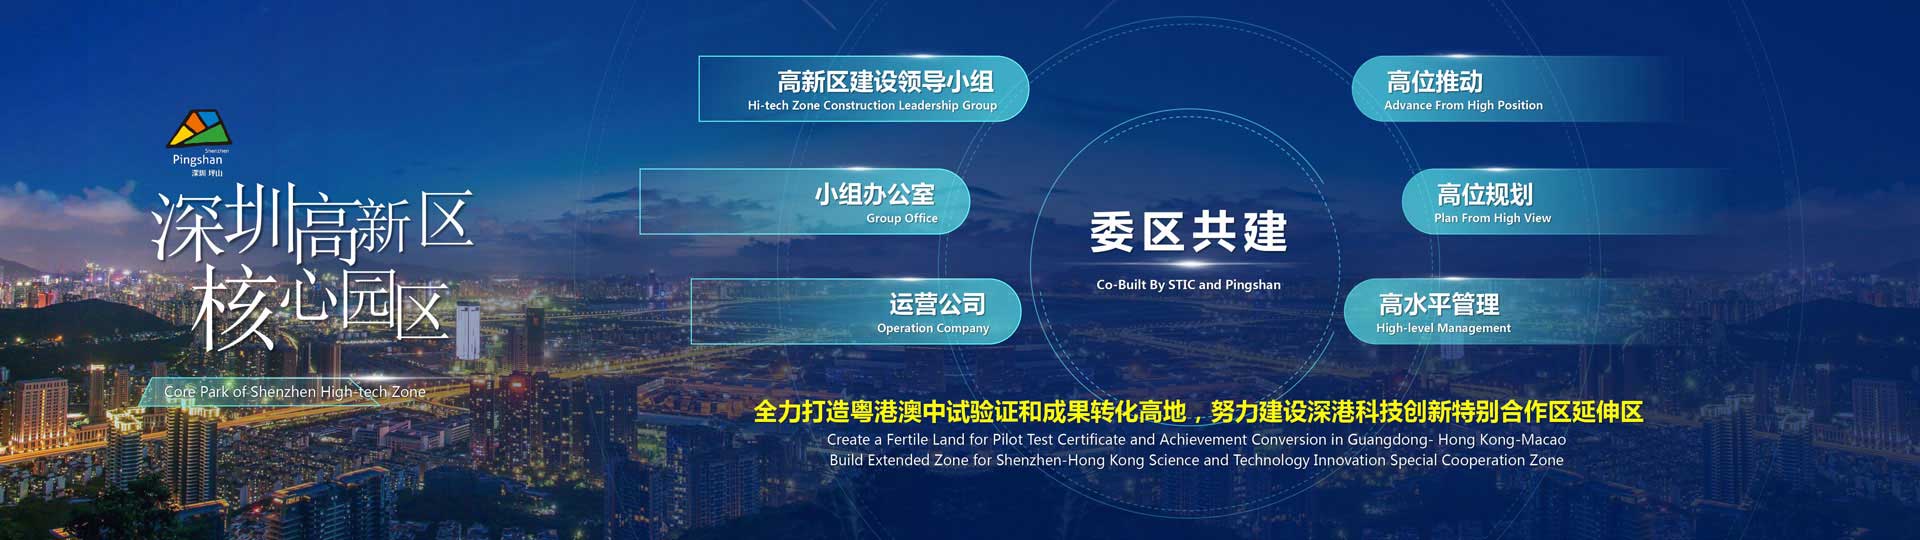 Shenzhen
Pingshan
深圳 坪山
深圳高新区
核心园区
Core Park of Shenzhen High-tech Zone
高新区建设领导小组
Hi-tech Zone Construction Leadership Group
小组办公室
Group Office
运营公司
Operation Company
委区共建
Co-Built By STIC and Pingshan
高位推动
Advance From High Position
高位规划
Plan From High View
高水平管理
High-level Management
全力打造粤港澳中试验证和成果转化高地，努力建设深港科技创新特别合作区延伸区
Create a Fertile Land for Pilot Test Certificate and Achievement Conversion in Guangdong- Hong Kong-Macao
Build Extended Zone for Shenzhen-Hong Kong Science and Technology Innovation Special Cooperation Zone